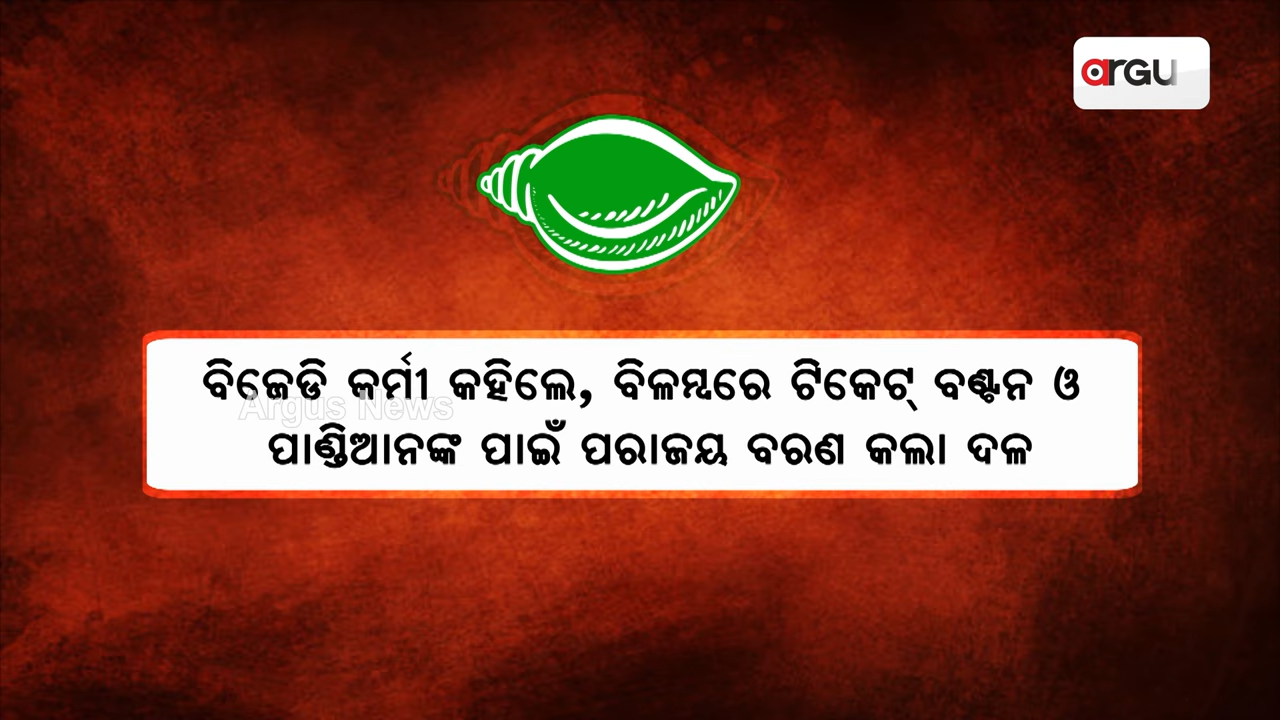 ARGU
ବିଜେଡି କର୍ମୀ କହିଲେ, ବିଳମ୍ବରେ ଟିକେଟ୍ ବଣ୍ଟନ ଓ
Argus News
ପାଣ୍ଡିଆନଙ୍କ ପାଇଁ ପରାଜୟ ବରଣ କଲା ଦଳ